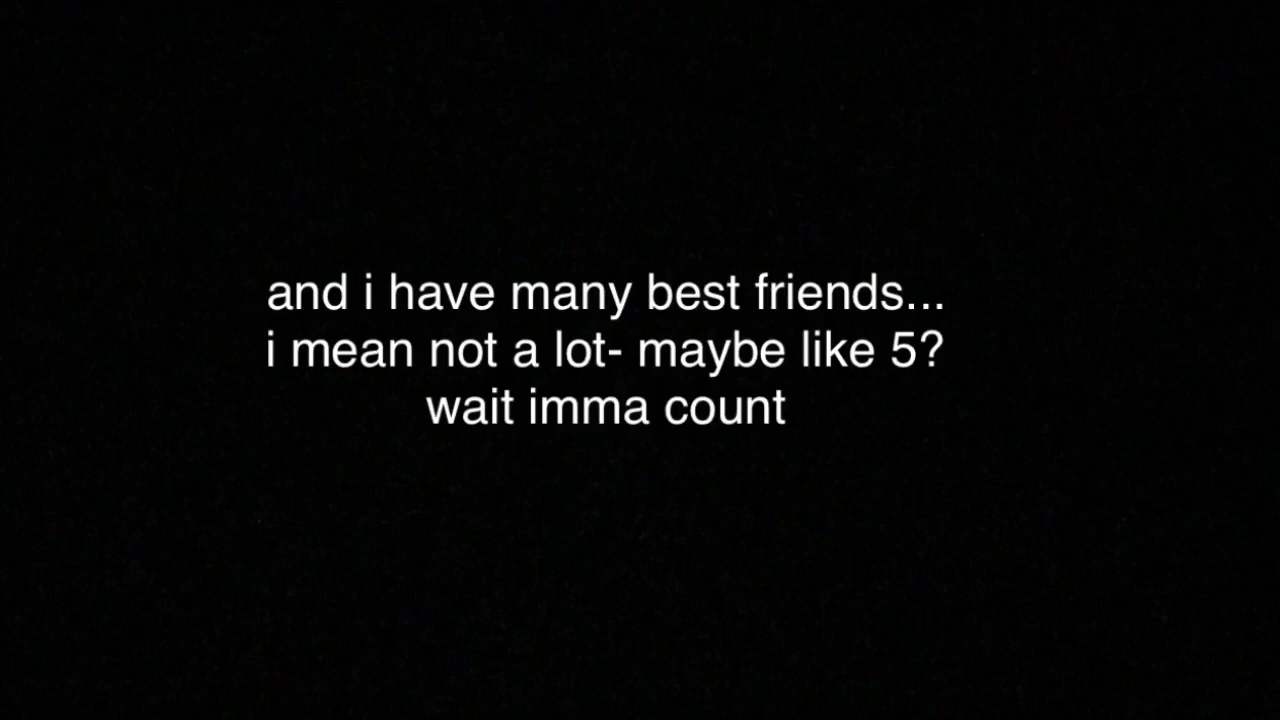 and i have many best friends...
i mean not a lot- maybe like 5?
wait imma count